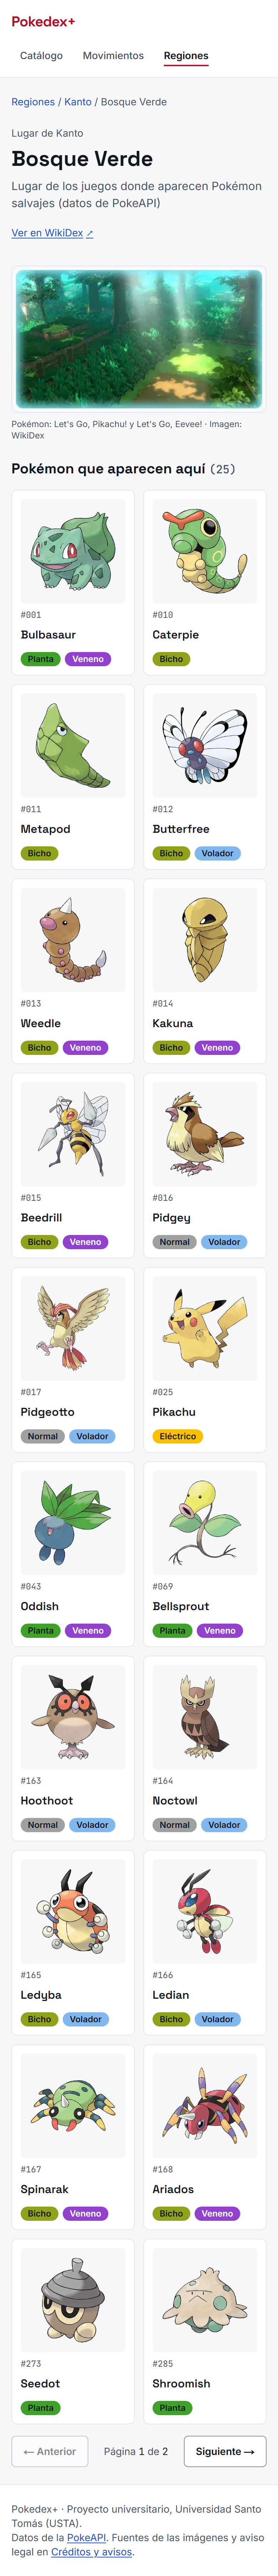 Pokedex+
Catálogo Movimientos Regiones
Regiones / Kanto / Bosque Verde
Lugar de Kanto
Bosque Verde
Lugar de los juegos donde aparecen Pokémon
salvajes (datos de PokeAPI)
Ver en WikiDex ↗
Pokémon: Let's Go, Pikachu! y Let's Go, Eevee! · Imagen:
WikiDex
Pokémon que aparecen aquí (25)
#001
Bulbasaur
Planta Veneno
#010
Caterpie
Bicho
#011
Metapod
Bicho
#012
Butterfree
Bicho Volador
#013
Weedle
Bicho Veneno
#014
Kakuna
Bicho Veneno
#015
Beedrill
Bicho Veneno
#016
Pidgey
Normal Volador
#017
Pidgeotto
Normal Volador
#025
Pikachu
Eléctrico
#043
Oddish
Planta Veneno
#069
Bellsprout
Planta Veneno
#163
Hoothoot
Normal Volador
#164
Noctowl
Normal Volador
#165
Ledyba
Bicho Volador
#166
Ledian
Bicho Volador
#167
Spinarak
Bicho Veneno
#168
Ariados
Bicho Veneno
#273
Seedot
Planta
#285
Shroomish
Planta
← Anterior Página 1 de 2 Siguiente →
Pokedex+ · Proyecto universitario, Universidad Santo
Tomás (USTA).
Datos de la PokeAPI. Fuentes de las imágenes y aviso
legal en Créditos y avisos.